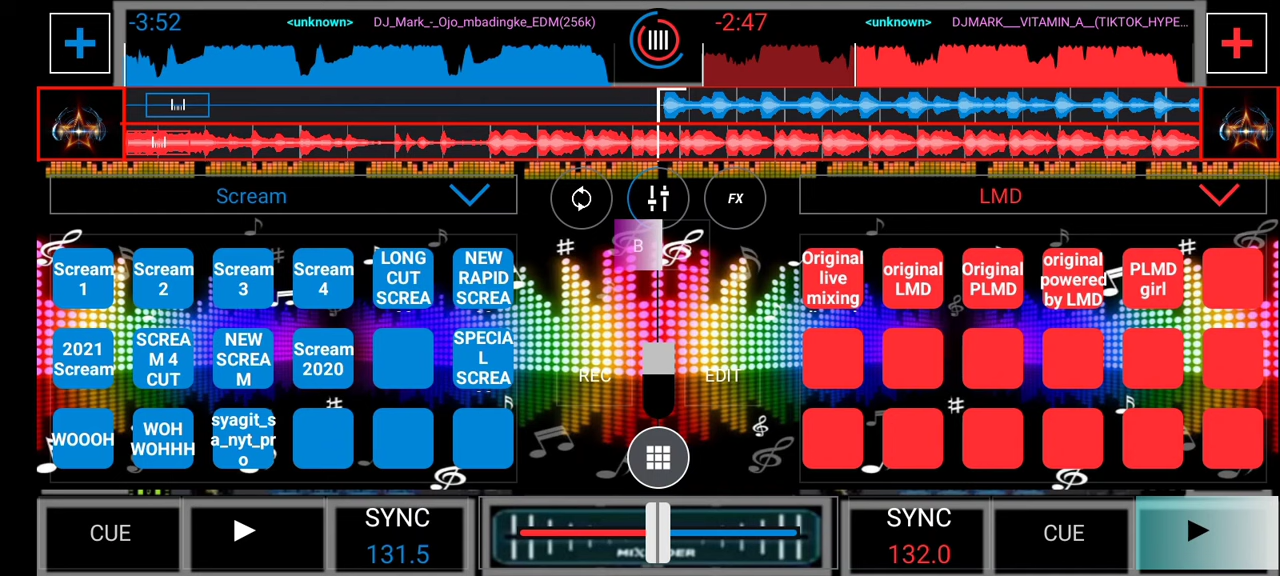 -3:52
<unknown>
DJ_Mark_-_Ojo_mbadingke_EDM(256k)
-2:47
<unknown>
DJMARK___VITAMIN_A__(TIKTOK_HYPE...
Scream
FX
LMD
B
Scream
1
Scream
2
Scream
3
Scream
4
LONG
CUT
SCREA
NEW
RAPID
SCREA
Original
live
mixing
original
LMD
Original
PLMD
original
powered
by LMD
PLMD
girl
2021
Scream
SCREA
M 4
CUT
NEW
SCREA
M
Scream
2020
SPECIA
L
SCREA
REC
EDIT
WOOOH
WOH
WOHHH
syagit_s
a_nyt_pr
o
CUE
SYNC
131.5
SYNC
132.0
CUE